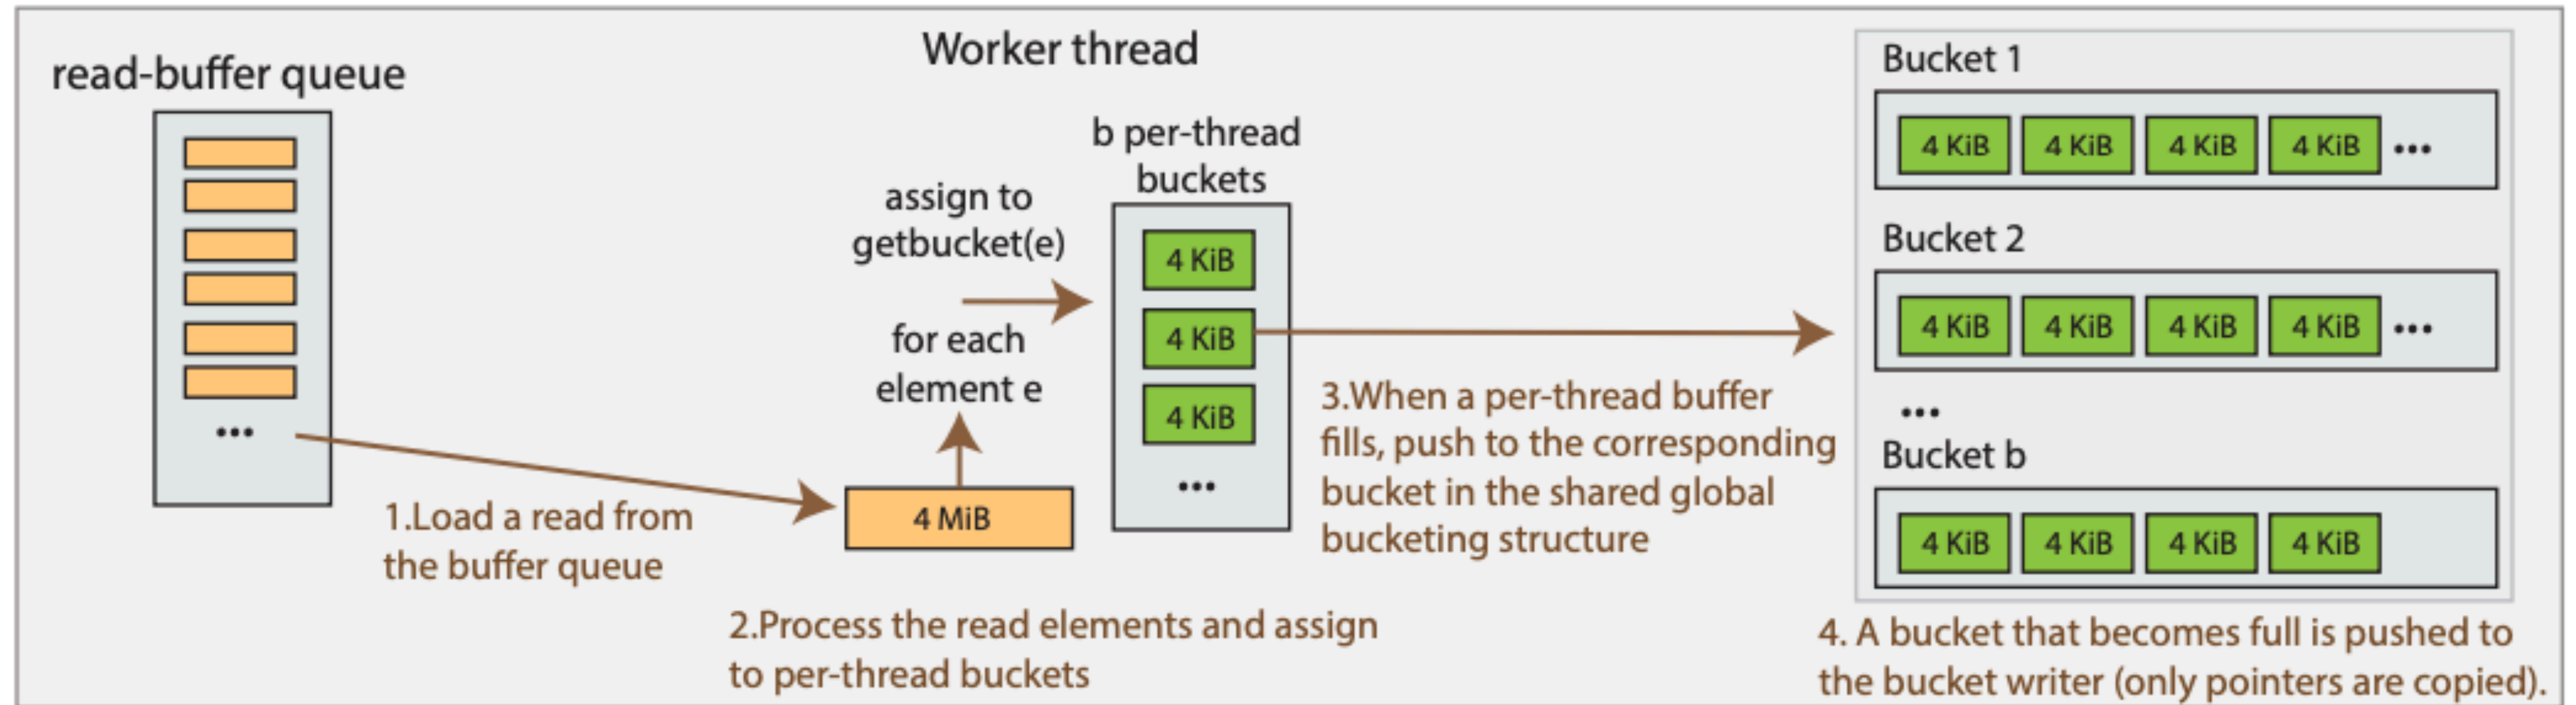 Worker thread
read-buffer queue
...
1.Load a read from
the buffer queue
4 MiB
for each
element e
assign to
getbucket(e)
2.Process the read elements and assign
to per-thread buckets
b per-thread
buckets
4 KiB
4 KiB
4 KiB
...
3.When a per-thread buffer
fills, push to the corresponding
bucket in the shared global
bucketing structure
Bucket 1
4 KiB 4 KiB 4 KiB 4 KiB ...
Bucket 2
4 KiB 4 KiB 4 KiB 4 KiB ...
...
Bucket b
4 KiB 4 KiB 4 KiB 4 KiB
4. A bucket that becomes full is pushed to
the bucket writer (only pointers are copied).